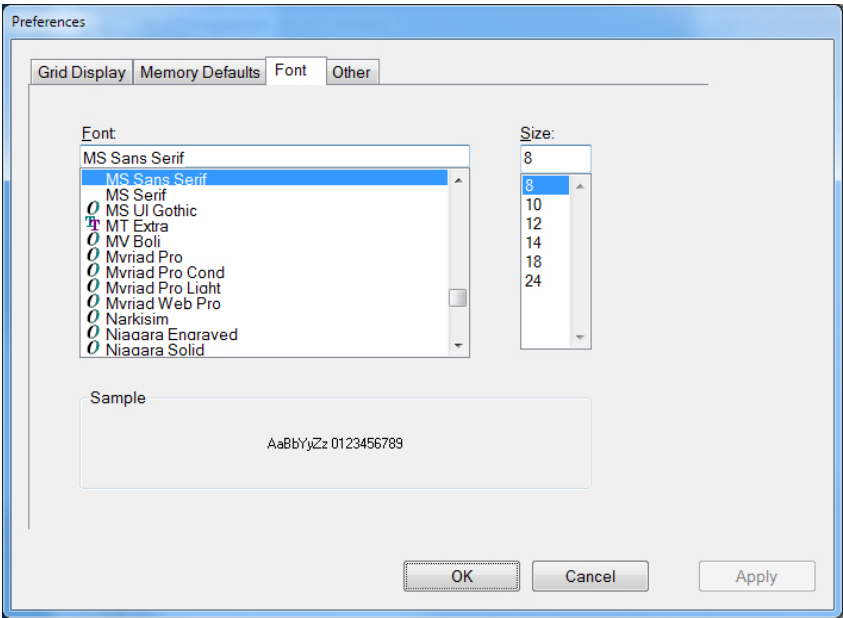 Preferences
Grid Display Memory Defaults Font Other
Font: Size:
MS Sans Serif 8
MS Sans Serif 8
MS Serif 10
MS UI Gothic 12
MT Extra 14
MV Boli 18
Myriad Pro 24
Myriad Pro Cond
Myriad Pro Light
Myriad Web Pro
Narkisim
Niagara Engraved
Niagara Solid
Sample
AaBbYyZz 0123456789
OK Cancel Apply